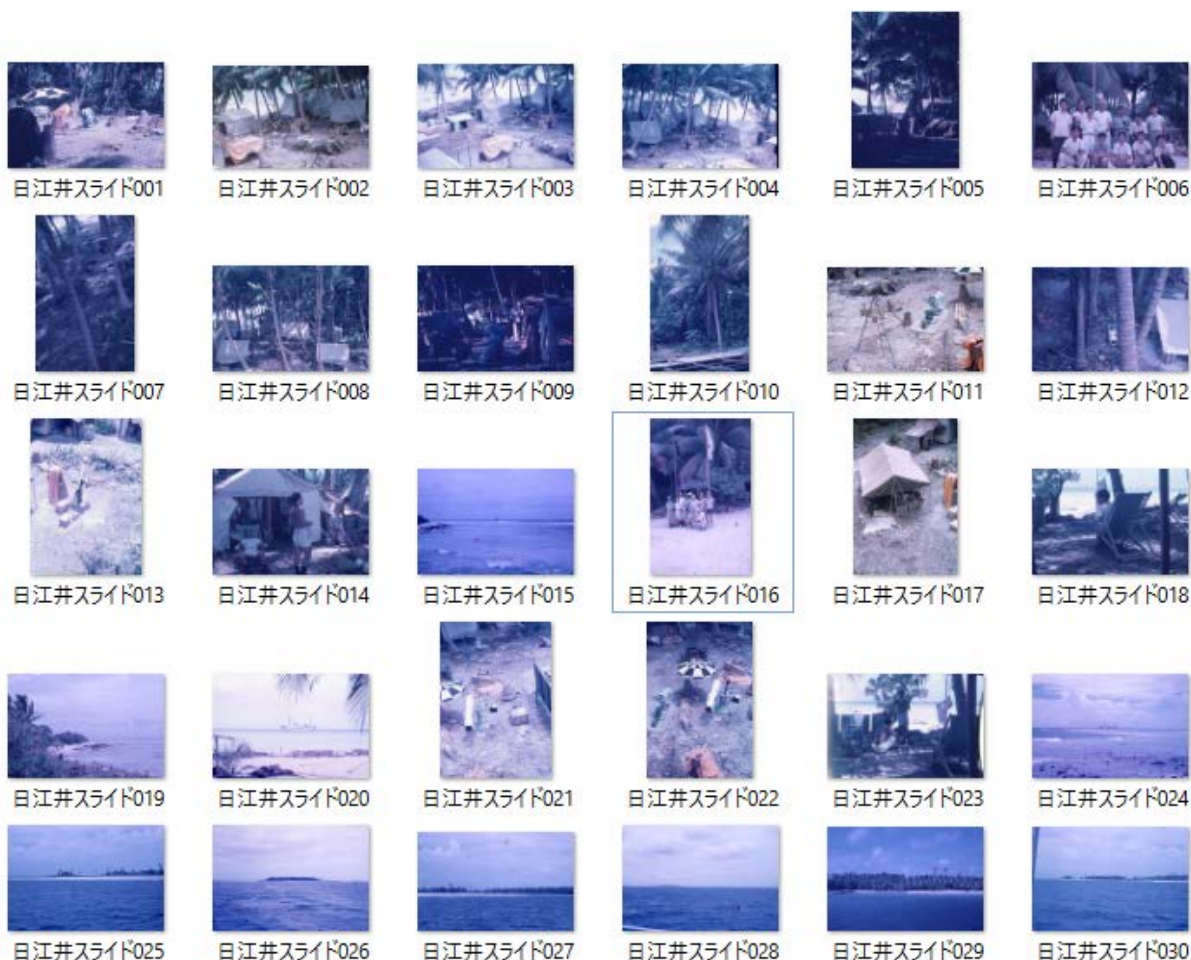 日江井スライド001 日江井スライド002 日江井スライド003 日江井スライド004 日江井スライド005 日江井スライド006
日江井スライド007 日江井スライド008 日江井スライド009 日江井スライド010 日江井スライド011 日江井スライド012
日江井スライド013 日江井スライド014 日江井スライド015 日江井スライド016 日江井スライド017 日江井スライド018
日江井スライド019 日江井スライド020 日江井スライド021 日江井スライド022 日江井スライド023 日江井スライド024
日江井スライド025 日江井スライド026 日江井スライド027 日江井スライド028 日江井スライド029 日江井スライド030